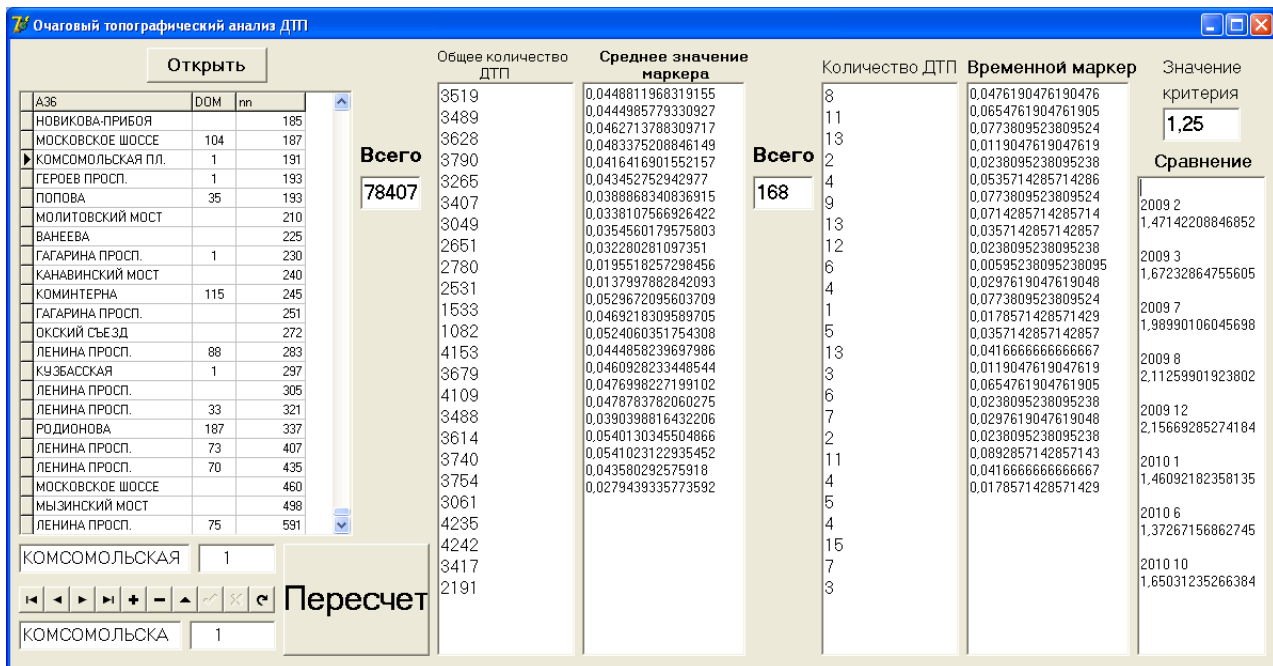 Очаговый топографический анализ ДТП
Открыть
A36 DOM nn
НОВИКОВА-ПРИБОЯ 185
МОСКОВСКОЕ ШОССЕ 104 187
КОМСОМОЛЬСКАЯ ПЛ. 1 191
ГЕРОЕВ ПРОСП. 1 193
ПОПОВА 35 193
МОЛИТОВСКИЙ МОСТ 210
ВАНЕЕВА 225
ГАГАРИНА ПРОСП. 1 230
КАНАВИНСКИЙ МОСТ 240
КОМИНТЕРНА 115 245
ГАГАРИНА ПРОСП. 251
ОКСКИЙ СЪЕЗД 272
ЛЕНИНА ПРОСП. 88 283
КУЗБАССКАЯ 1 297
ЛЕНИНА ПРОСП. 305
ЛЕНИНА ПРОСП. 33 321
РОДИОНОВА 187 337
ЛЕНИНА ПРОСП. 73 407
ЛЕНИНА ПРОСП. 70 435
МОСКОВСКОЕ ШОССЕ 460
МЫЗИНСКИЙ МОСТ 498
ЛЕНИНА ПРОСП. 75 591
КОМСОМОЛЬСКАЯ 1
КОМСОМОЛЬСКА 1
Пересчет
Всего
78407
Общее количество
ДТП
3519
3489
3628
3790
3265
3407
3049
2651
2780
2531
1533
1082
4153
3679
4109
3488
3614
3740
3754
3061
4235
4242
3417
2191
Среднее значение
маркера
0,0448811968319155
0,0444985779330927
0,0462713788309717
0,0483375208846149
0,0416416901552157
0,043452752942977
0,0388868340836915
0,0338107566926422
0,0354560179575803
0,032280281097351
0,0195518257298456
0,0137997882842093
0,0529672095603709
0,0469218309589705
0,0524060351754308
0,0444858239697986
0,0460928233448544
0,0476998227199102
0,0478783782060275
0,0390398816432206
0,0540130345504866
0,0541023122935452
0,043580292575918
0,0279439335773592
Всего
168
Количество ДТП
8
11
13
2
4
9
13
12
6
4
1
5
13
3
6
7
2
11
4
5
4
15
7
3
Временной маркер
0,0476190476190476
0,0654761904761905
0,0773809523809524
0,0119047619047619
0,0238095238095238
0,0535714285714286
0,0773809523809524
0,0714285714285714
0,0357142857142857
0,0238095238095238
0,00595238095238095
0,0297619047619048
0,0773809523809524
0,0178571428571429
0,0357142857142857
0,0416666666666667
0,0119047619047619
0,0654761904761905
0,0238095238095238
0,0297619047619048
0,0238095238095238
0,0892857142857143
0,0416666666666667
0,0178571428571429
Значение
критерия
1,25
Сравнение
2009 2
1,47142208846852
2009 3
1,67232864755605
2009 7
1,98990106045698
2009 8
2,11259901923802
2009 12
2,15669285274184
2010 1
1,46092182358135
2010 6
1,37267156862745
2010 10
1,65031235266384